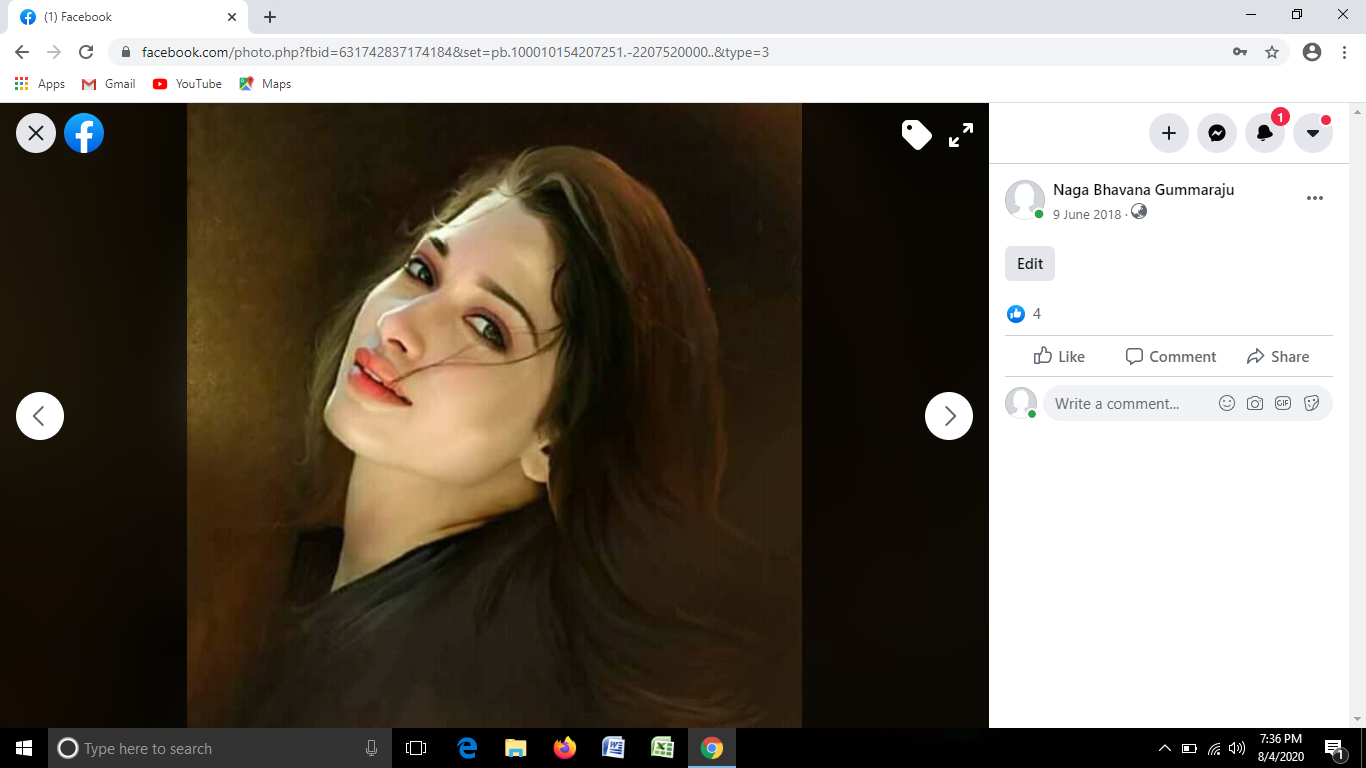 (1) Facebook
facebook.com/photo.php?fbid=631742837174184&set=pb.100010154207251.-2207520000..&type=3
Apps
Gmail
YouTube
Maps
1
Naga Bhavana Gummaraju
9 June 2018 ·
Edit
4
Like
Comment
Share
Write a comment...
GIF
Type here to search
7:36 PM
8/4/2020
1